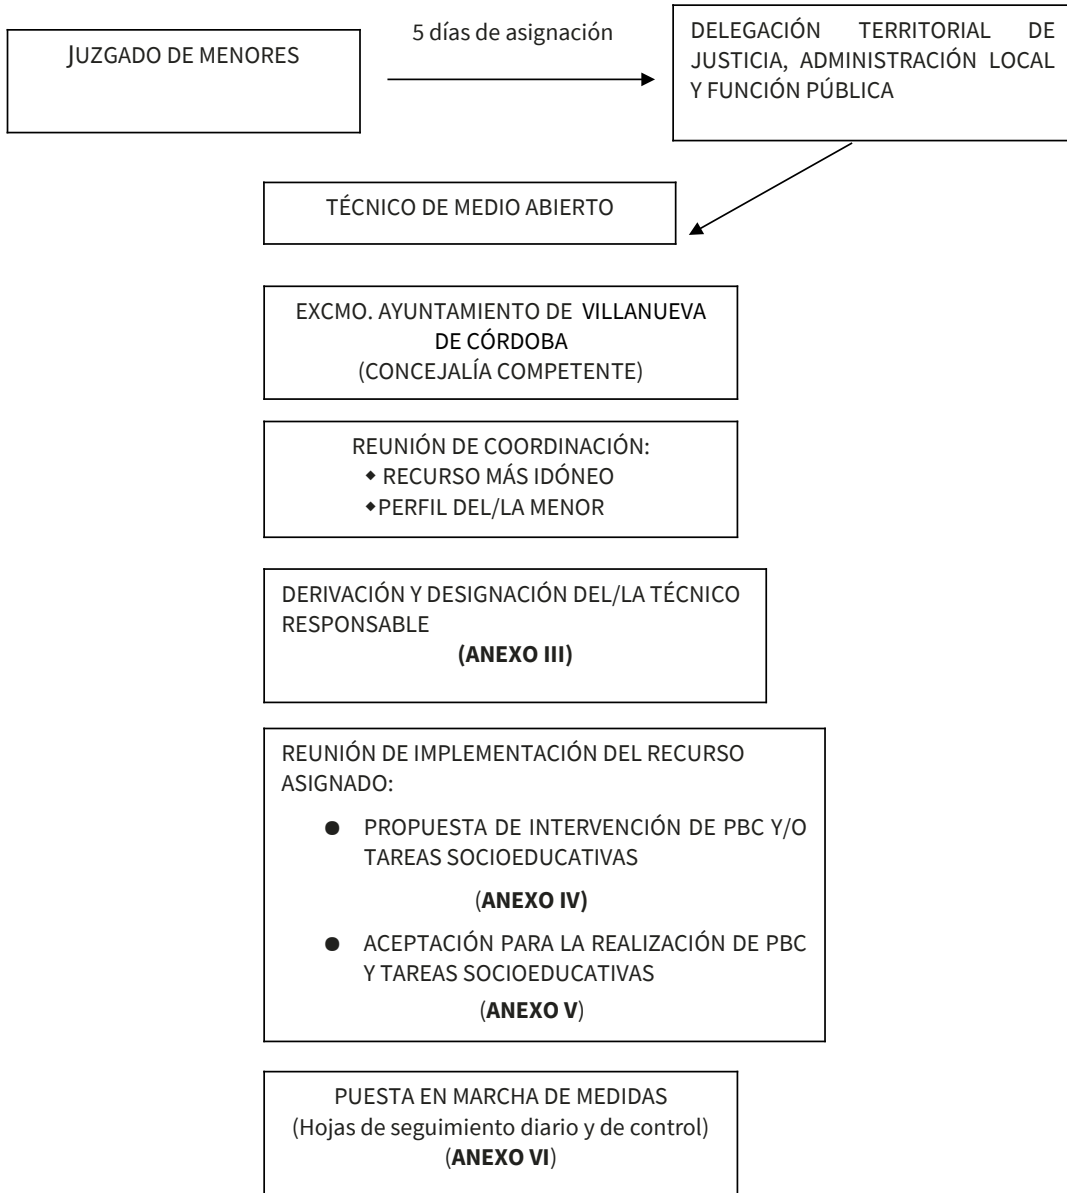 JUZGADO DE MENORES
5 días de asignación
DELEGACIÓN TERRITORIAL DE
JUSTICIA, ADMINISTRACIÓN LOCAL
Y FUNCIÓN PÚBLICA
TÉCNICO DE MEDIO ABIERTO
EXCMO. AYUNTAMIENTO DE VILLANUEVA
DE CÓRDOBA
(CONCEJALÍA COMPETENTE)
REUNIÓN DE COORDINACIÓN:
◆ RECURSO MÁS IDÓNEO
◆PERFIL DEL/LA MENOR
DERIVACIÓN Y DESIGNACIÓN DEL/LA TÉCNICO
RESPONSABLE
(ANEXO III)
REUNIÓN DE IMPLEMENTACIÓN DEL RECURSO
ASIGNADO:
● PROPUESTA DE INTERVENCIÓN DE PBC Y/O
TAREAS SOCIOEDUCATIVAS
(ANEXO IV)
● ACEPTACIÓN PARA LA REALIZACIÓN DE PBC
Y TAREAS SOCIOEDUCATIVAS
(ANEXO V)
PUESTA EN MARCHA DE MEDIDAS
(Hojas de seguimiento diario y de control)
(ANEXO VI)